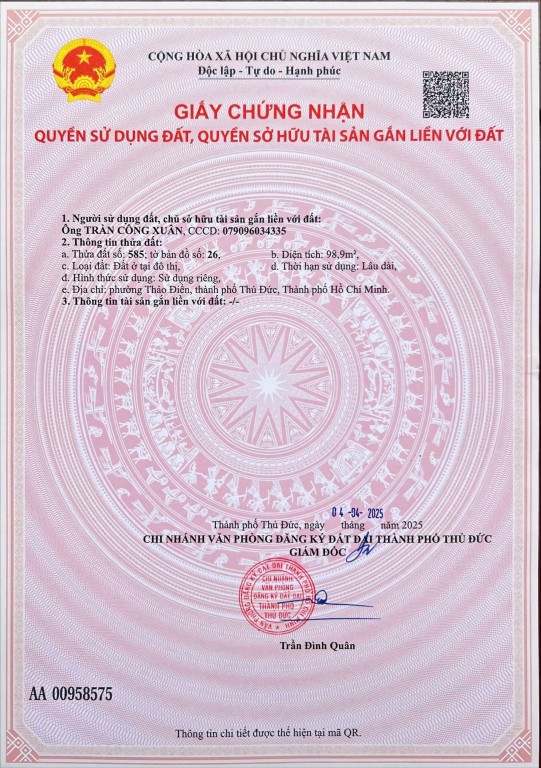 CỘNG HÒA XÃ HỘI CHỦ NGHĨA VIỆT NAM
Độc lập - Tự do - Hạnh phúc
GIẤY CHỨNG NHẬN
QUYỀN SỬ DỤNG ĐẤT, QUYỀN SỞ HỮU TÀI SẢN GẮN LIỀN VỚI ĐẤT
1. Người sử dụng đất, chủ sở hữu tài sản gắn liền với đất:
Ông TRẦN CÔNG XUÂN, CCCD: 079096034335
2. Thông tin thửa đất:
a. Thửa đất số: 585; tờ bản đồ số: 26, b. Diện tích: 98,9m²,
c. Loại đất: Đất ở tại đô thị, d. Thời hạn sử dụng: Lâu dài,
đ. Hình thức sử dụng: Sử dụng riêng,
e. Địa chỉ: phường Thảo Điền, thành phố Thủ Đức, Thành phố Hồ Chí Minh.
3. Thông tin tài sản gắn liền với đất: -/-
04 -04- 2025
Thành phố Thủ Đức, ngày tháng năm 2025
CHI NHÁNH VĂN PHÒNG ĐĂNG KÝ ĐẤT ĐAI THÀNH PHỐ THỦ ĐỨC
GIÁM ĐỐC
CHI NHÁNH
VĂN PHÒNG
ĐĂNG KÝ ĐẤT ĐAI
THÀNH PHỐ
THỦ ĐỨC
Trần Đình Quân
AA 00958575
Thông tin chi tiết được thể hiện tại mã QR.